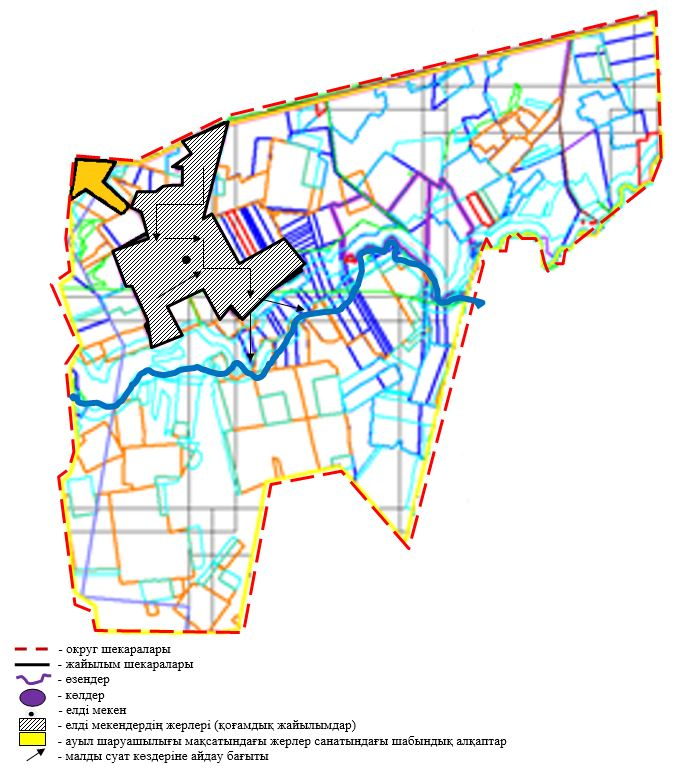 - округ шекаралары
- жайылым шекаралары
- өзендер
- көлдер
- елді мекен
- елді мекендердің жерлері (қоғамдық жайылымдар)
- ауыл шаруашылығы мақсатындағы жерлер санатындағы шабындық алқаптар
- малды суат көздеріне айдау бағыты